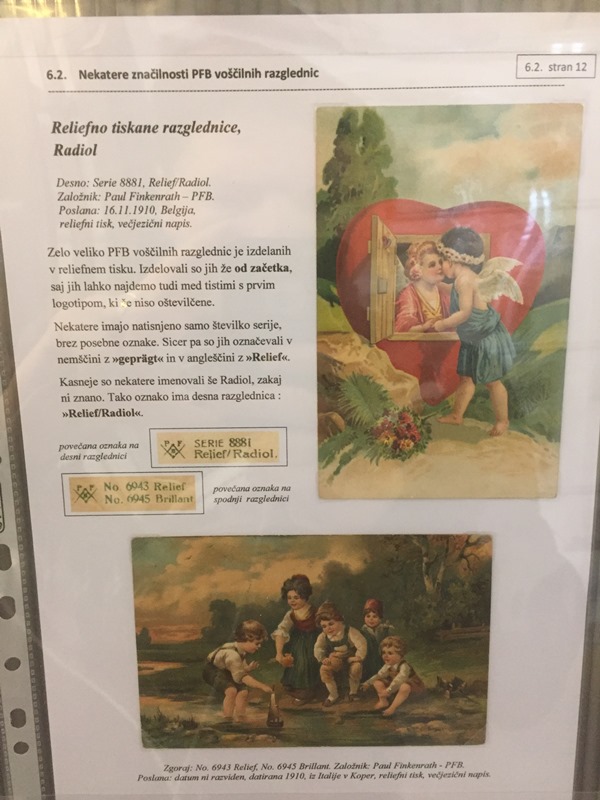 6.2. Nekatere značilnosti PFB voščilnih razglednic
6.2. stran 12
Reliefno tiskane razglednice,
Radiol
Desno: Serie 8881, Relief/Radiol.
Založnik: Paul Finkenrath – PFB.
Poslana: 16.11.1910, Belgija,
reliefni tisk, večjezični napis.
Zelo veliko PFB voščilnih razglednic je izdelanih
v reliefnem tisku. Izdelovali so jih že od začetka,
saj jih lahko najdemo tudi med tistimi s prvim
logotipom, ki še niso oštevilčene.
Nekatere imajo natisnjeno samo številko serije,
brez posebne oznake. Sicer pa so jih označevali v
nemščini z »geprägt« in v angleščini z »Relief«.
Kasneje so nekatere imenovali še Radiol, zakaj
ni znano. Tako oznako ima desna razglednica :
»Relief/Radiol«.
povečana oznaka na
desni razglednici
SERIE 8881
Relief/Radiol.
No. 6943 Relief
No. 6945 Brillant
povečana oznaka na
spodnji razglednici
Zgoraj: No. 6943 Relief, No. 6945 Brillant. Založnik: Paul Finkenrath - PFB.
Poslana: datum ni razviden, datirana 1910, iz Italije v Koper, reliefni tisk, večjezični napis.